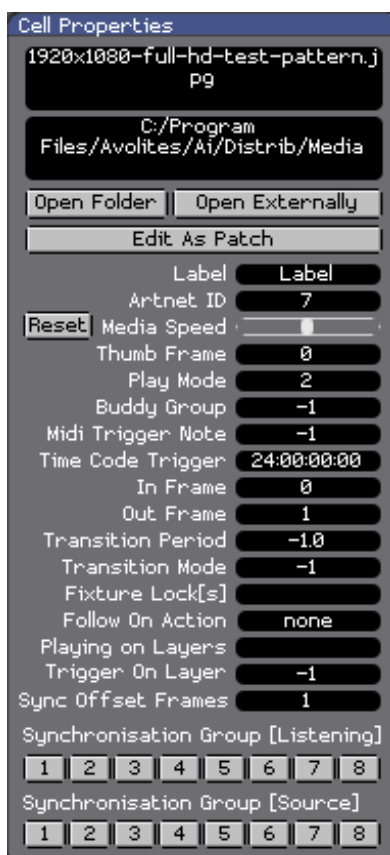 Cell Properties
1920x1080-full-hd-test-pattern.j
pg
C:/Program
Files/Avolites/Ai/Distrib/Media
Open Folder Open Externally
Edit As Patch
Label Label
Artnet ID 7
Reset Media Speed
Thumb Frame 0
Play Mode 2
Buddy Group -1
Midi Trigger Note -1
Time Code Trigger 24:00:00:00
In Frame 0
Out Frame 1
Transition Period -1.0
Transition Mode -1
Fixture Lock[s]
Follow On Action none
Playing on Layers
Trigger On Layer -1
Sync Offset Frames 1
Synchronisation Group [Listening]
1 2 3 4 5 6 7 8
Synchronisation Group [Source]
1 2 3 4 5 6 7 8